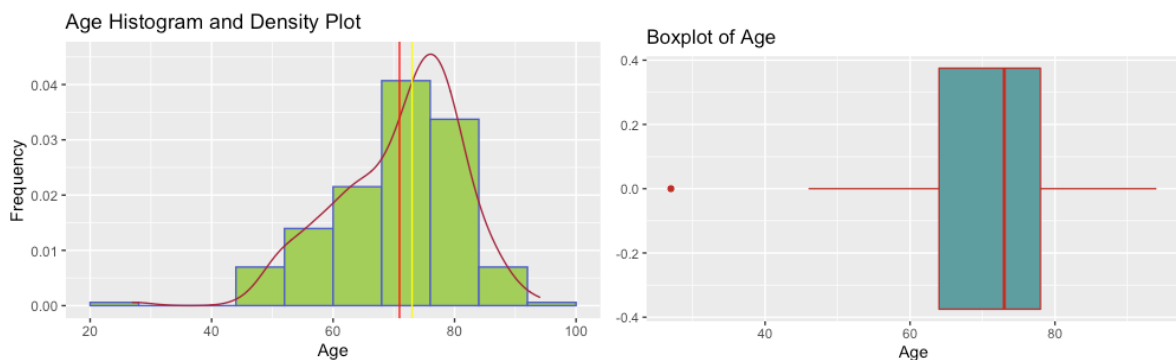 Age Histogram and Density Plot
Frequency
0.04
0.03
0.02
0.01
0.00
20 40 60 80 100
Age
Boxplot of Age
0.4
0.2
0.0
-0.2
-0.4
40 60 80
Age